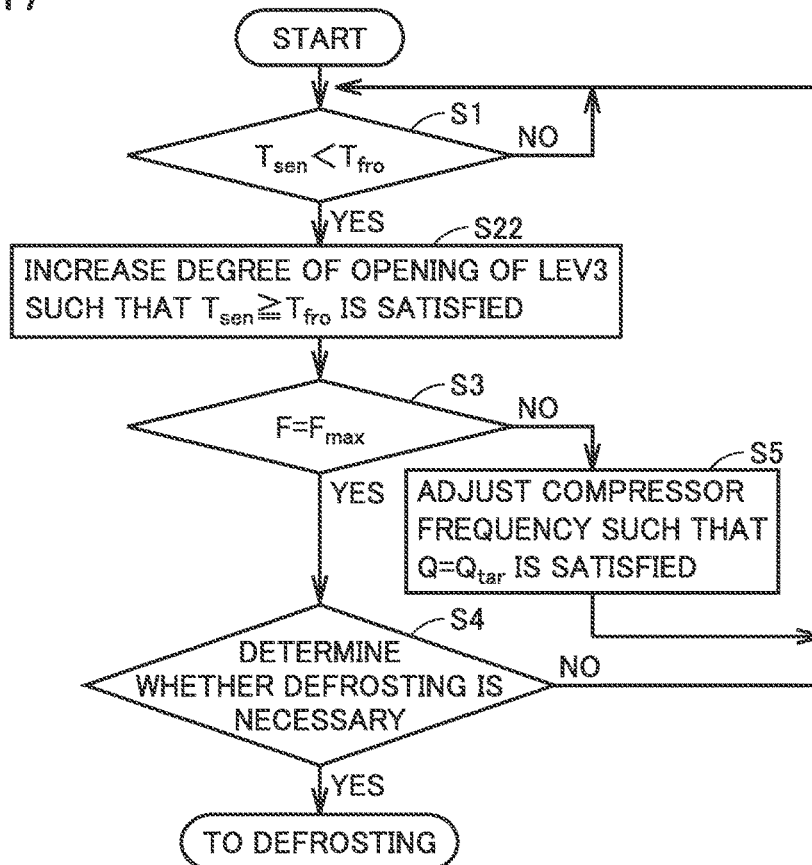 START
S1
T_sen<T_fro
NO
YES
S22
INCREASE DEGREE OF OPENING OF LEV3
SUCH THAT T_sen≧T_fro IS SATISFIED
S3
F=F_max
NO
YES
S5
ADJUST COMPRESSOR
FREQUENCY SUCH THAT
Q=Q_tar IS SATISFIED
S4
DETERMINE
WHETHER DEFROSTING IS
NECESSARY
NO
YES
TO DEFROSTING